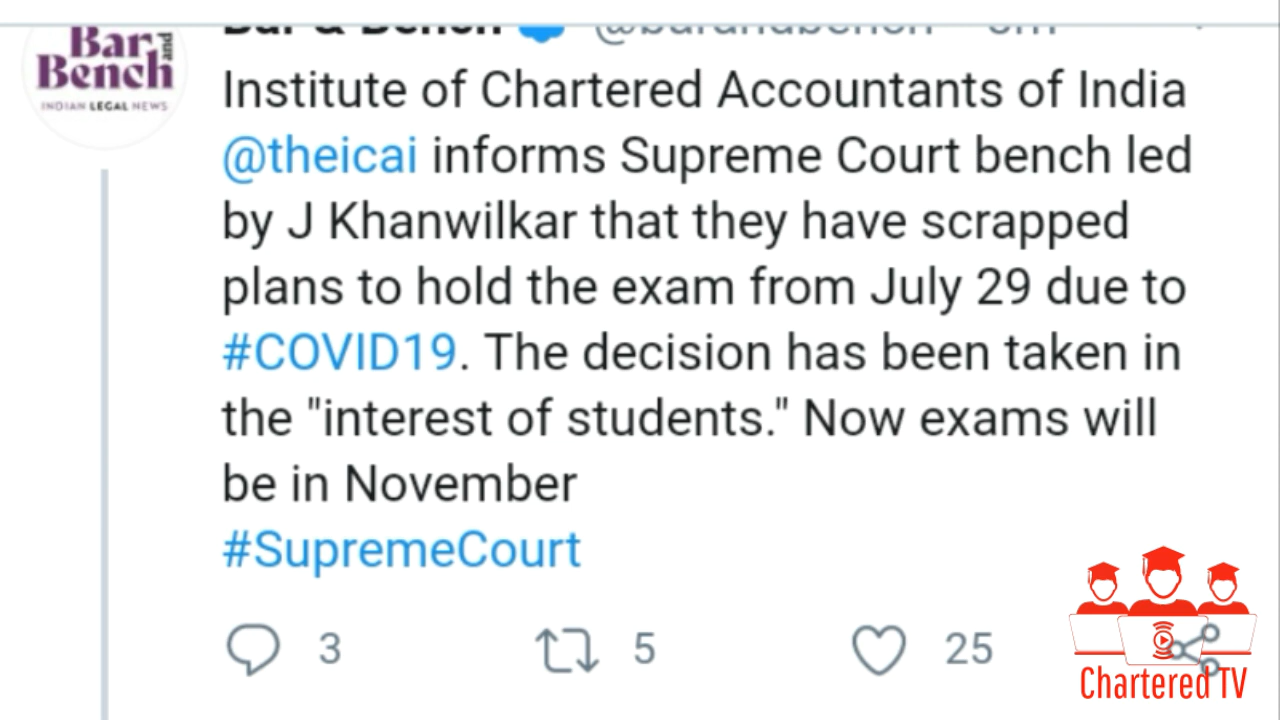 Bar and
Bench
INDIAN LEGAL NEWS
Bar & Bench @barandbench
Institute of Chartered Accountants of India
@theicai informs Supreme Court bench led
by J Khanwilkar that they have scrapped
plans to hold the exam from July 29 due to
#COVID19. The decision has been taken in
the "interest of students." Now exams will
be in November
#SupremeCourt
3 5 25
Chartered TV